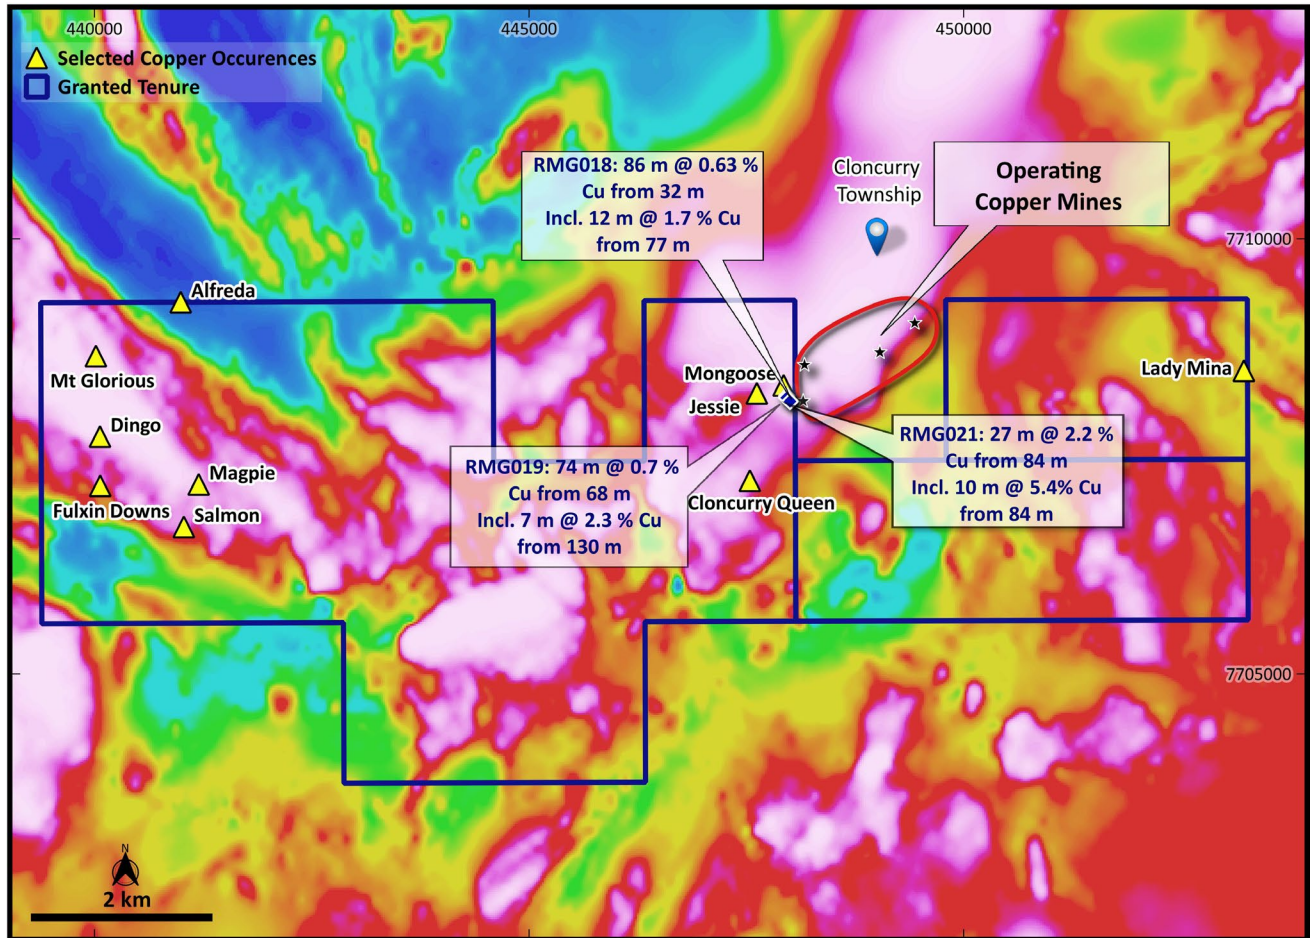 440000
445000
450000
Selected Copper Occurences
Granted Tenure
RMG018: 86 m @ 0.63 %
Cu from 32 m
Incl. 12 m @ 1.7 % Cu
from 77 m
Cloncurry
Township
Operating
Copper Mines
7710000
Alfreda
Mt Glorious
Dingo
Magpie
Fulxin Downs
Salmon
Mongoose
Jessie
Lady Mina
RMG019: 74 m @ 0.7 %
Cu from 68 m
Incl. 7 m @ 2.3 % Cu
from 130 m
Cloncurry Queen
RMG021: 27 m @ 2.2 %
Cu from 84 m
Incl. 10 m @ 5.4% Cu
from 84 m
7705000
N
2 km